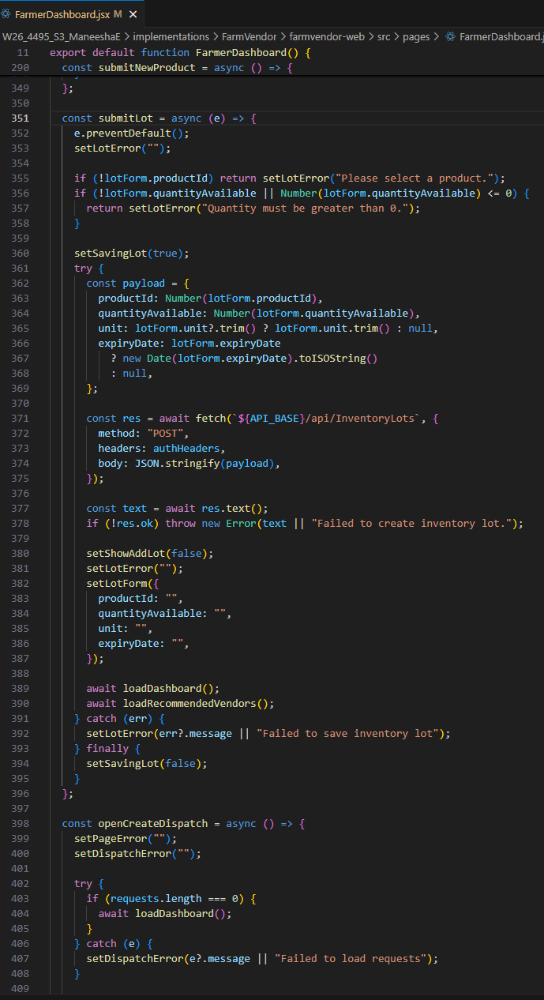 FarmerDashboard.jsx M ×
W26_4495_S3_ManeeshaE > implementations > FarmVendor > farmvendor-web > src > pages > FarmerDashboard.j
11 export default function FarmerDashboard() {
290 const submitNewProduct = async () => {
349 };
350
351 const submitLot = async (e) => {
352 e.preventDefault();
353 setLotError("");
354
355 if (!lotForm.productId) return setLotError("Please select a product.");
356 if (!lotForm.quantityAvailable || Number(lotForm.quantityAvailable) <= 0) {
357 return setLotError("Quantity must be greater than 0.");
358 }
359
360 setSavingLot(true);
361 try {
362 const payload = {
363 productId: Number(lotForm.productId),
364 quantityAvailable: Number(lotForm.quantityAvailable),
365 unit: lotForm.unit?.trim() ? lotForm.unit.trim() : null,
366 expiryDate: lotForm.expiryDate
367 ? new Date(lotForm.expiryDate).toISOString()
368 : null,
369 };
370
371 const res = await fetch(`${API_BASE}/api/InventoryLots`, {
372 method: "POST",
373 headers: authHeaders,
374 body: JSON.stringify(payload),
375 });
376
377 const text = await res.text();
378 if (!res.ok) throw new Error(text || "Failed to create inventory lot.");
379
380 setShowAddLot(false);
381 setLotError("");
382 setLotForm({
383 productId: "",
384 quantityAvailable: "",
385 unit: "",
386 expiryDate: "",
387 });
388
389 await loadDashboard();
390 await loadRecommendedVendors();
391 } catch (err) {
392 setLotError(err?.message || "Failed to save inventory lot");
393 } finally {
394 setSavingLot(false);
395 }
396 };
397
398 const openCreateDispatch = async () => {
399 setPageError("");
400 setDispatchError("");
401
402 try {
403 if (requests.length === 0) {
404 await loadDashboard();
405 }
406 } catch (e) {
407 setDispatchError(e?.message || "Failed to load requests");
408 }
409